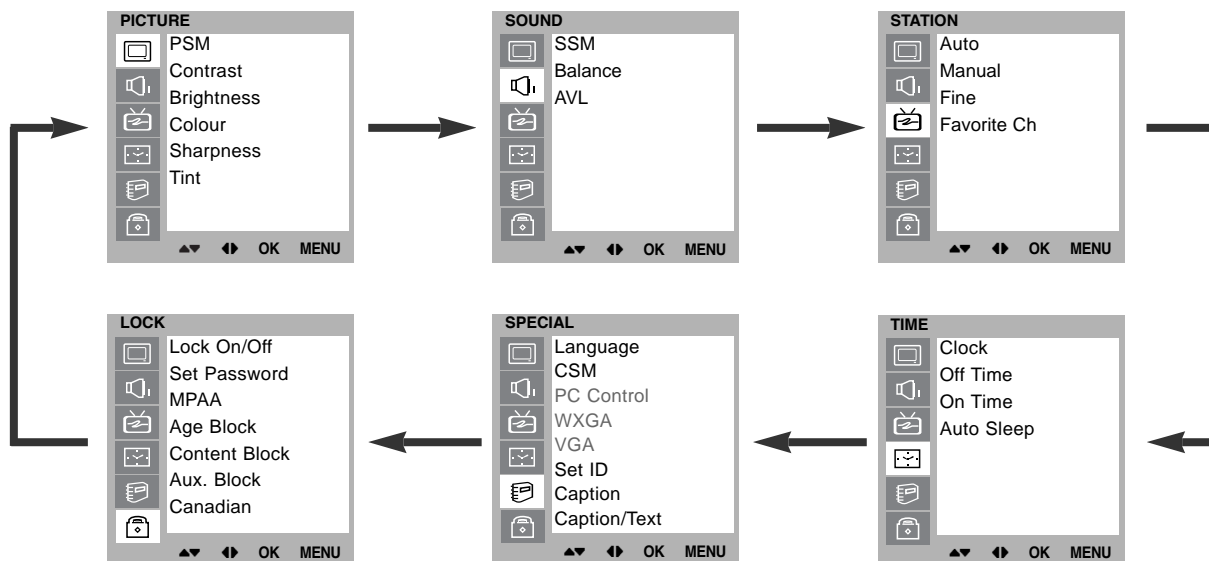 PICTURE
PSM
Contrast
Brightness
Colour
Sharpness
Tint
OK MENU
SOUND
SSM
Balance
AVL
OK MENU
STATION
Auto
Manual
Fine
Favorite Ch
OK MENU
LOCK
Lock On/Off
Set Password
MPAA
Age Block
Content Block
Aux. Block
Canadian
OK MENU
SPECIAL
Language
CSM
PC Control
WXGA
VGA
Set ID
Caption
Caption/Text
OK MENU
TIME
Clock
Off Time
On Time
Auto Sleep
OK MENU